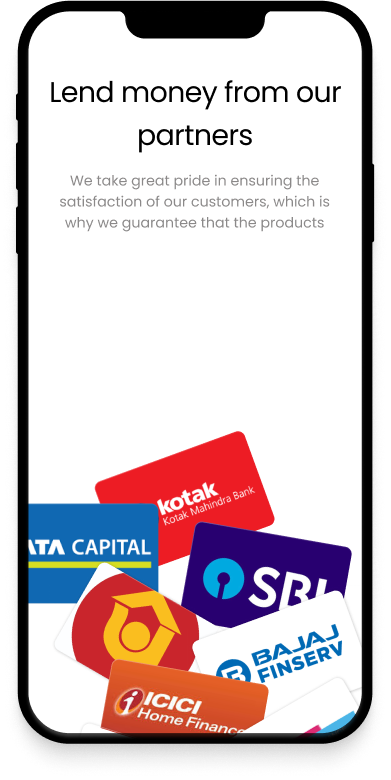 Lend money from our
partners
We take great pride in ensuring the
satisfaction of our customers, which is
why we guarantee that the products
kotak
Kotak Mahindra Bank
TATA CAPITAL
SBI
BAJAJ
FINSERV
ICICI
Home Finance